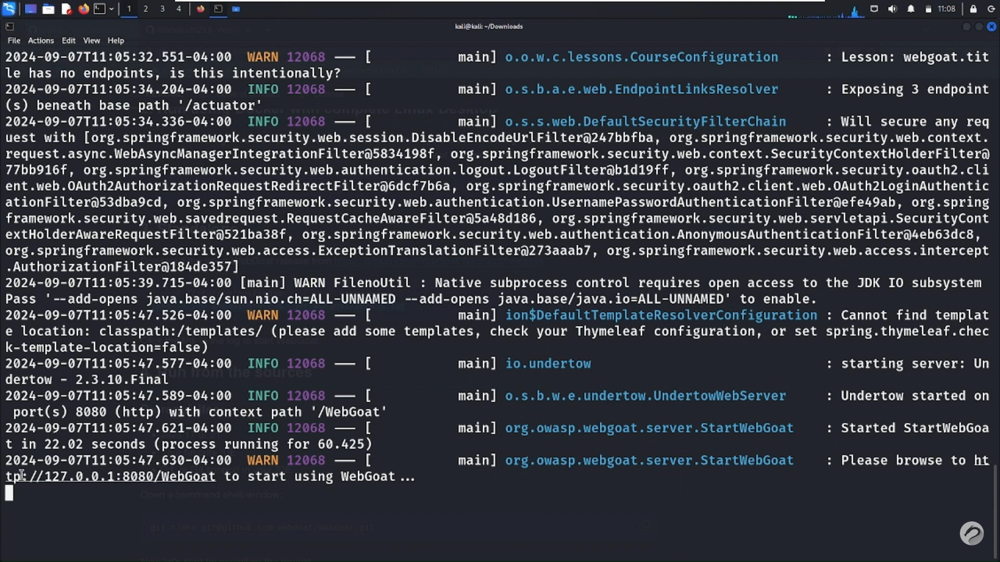 1 2 3 4 11:08
kali@kali: ~/Downloads
File Actions Edit View Help
2024-09-07T11:05:32.551-04:00 WARN 12068 —— [ main] o.o.w.c.lessons.CourseConfiguration : Lesson: webgoat.tit
le has no endpoints, is this intentionally?
2024-09-07T11:05:34.204-04:00 INFO 12068 —— [ main] o.s.b.a.e.web.EndpointLinksResolver : Exposing 3 endpoint
(s) beneath base path '/actuator'
2024-09-07T11:05:34.336-04:00 INFO 12068 —— [ main] o.s.s.web.DefaultSecurityFilterChain : Will secure any req
uest with [org.springframework.security.web.session.DisableEncodeUrlFilter@247bbfba, org.springframework.security.web.context.
request.async.WebAsyncManagerIntegrationFilter@5834198f, org.springframework.security.web.context.SecurityContextHolderFilter@
77bb916f, org.springframework.security.web.authentication.logout.LogoutFilter@b1d19ff, org.springframework.security.oauth2.cli
ent.web.OAuth2AuthorizationRequestRedirectFilter@6dcf7b6a, org.springframework.security.oauth2.client.web.OAuth2LoginAuthentic
ationFilter@53dba9cd, org.springframework.security.web.authentication.UsernamePasswordAuthenticationFilter@efe49ab, org.spring
framework.security.web.savedrequest.RequestCacheAwareFilter@5a48d186, org.springframework.security.web.servletapi.SecurityCont
extHolderAwareRequestFilter@521ba38f, org.springframework.security.web.authentication.AnonymousAuthenticationFilter@4eb63dc8,
org.springframework.security.web.access.ExceptionTranslationFilter@273aaab7, org.springframework.security.web.access.intercept
.AuthorizationFilter@184de357]
2024-09-07T11:05:39.715-04:00 [main] WARN FilenoUtil : Native subprocess control requires open access to the JDK IO subsystem
Pass '--add-opens java.base/sun.nio.ch=ALL-UNNAMED --add-opens java.base/java.io=ALL-UNNAMED' to enable.
2024-09-07T11:05:47.526-04:00 WARN 12068 —— [ main] ion$DefaultTemplateResolverConfiguration : Cannot find templat
e location: classpath:/templates/ (please add some templates, check your Thymeleaf configuration, or set spring.thymeleaf.chec
k-template-location=false)
2024-09-07T11:05:47.577-04:00 INFO 12068 —— [ main] io.undertow : starting server: Un
dertow - 2.3.10.Final
2024-09-07T11:05:47.589-04:00 INFO 12068 —— [ main] o.s.b.w.e.undertow.UndertowWebServer : Undertow started on
port(s) 8080 (http) with context path '/WebGoat'
2024-09-07T11:05:47.621-04:00 INFO 12068 —— [ main] org.owasp.webgoat.server.StartWebGoat : Started StartWebGoa
t in 22.02 seconds (process running for 60.425)
2024-09-07T11:05:47.630-04:00 WARN 12068 —— [ main] org.owasp.webgoat.server.StartWebGoat : Please browse to ht
tp://127.0.0.1:8080/WebGoat to start using WebGoat ...
Open a command shell/window:
git clone git@github.com:WebGoat/WebGoat.git